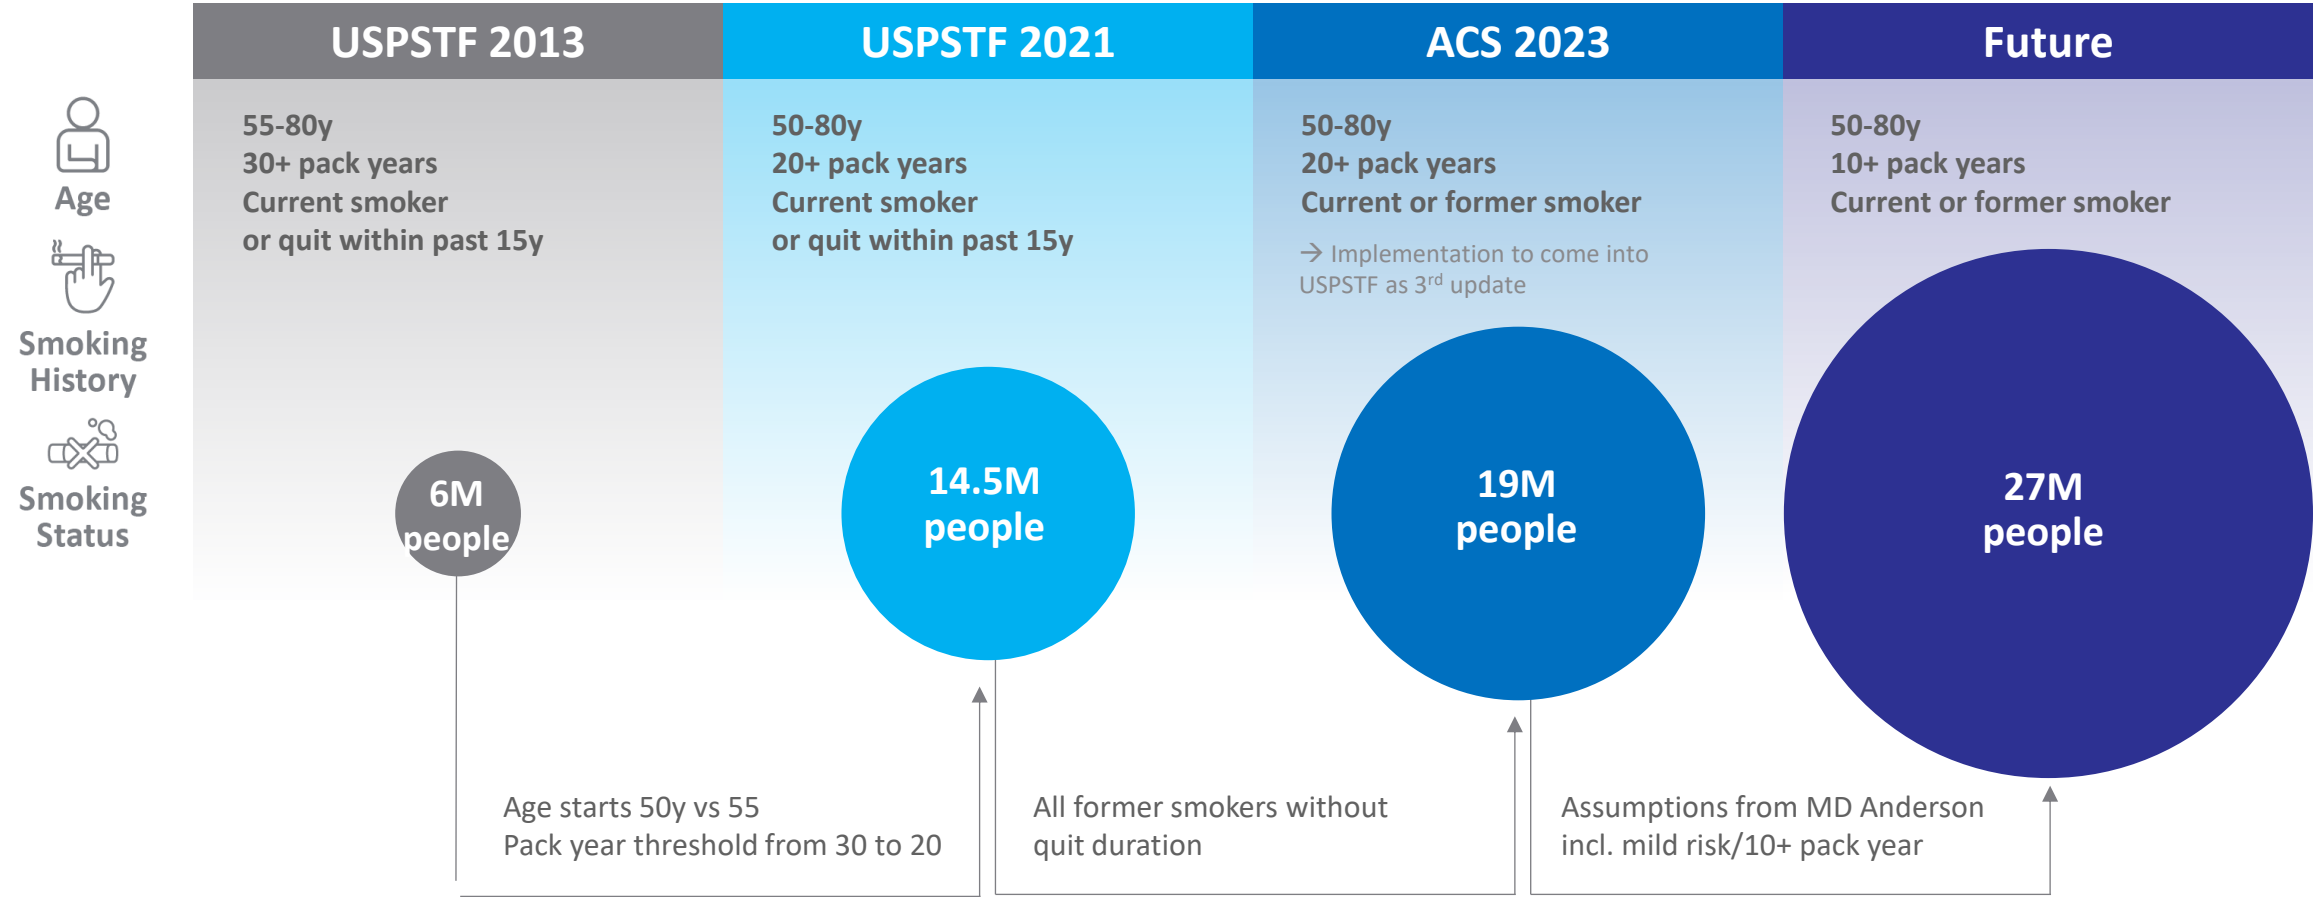 USPSTF 2013
USPSTF 2021
ACS 2023
Future
Age
Smoking
History
Smoking
Status
55-80y
30+ pack years
Current smoker
or quit within past 15y
50-80y
20+ pack years
Current smoker
or quit within past 15y
50-80y
20+ pack years
Current or former smoker
→ Implementation to come into
USPSTF as 3rd update
50-80y
10+ pack years
Current or former smoker
6M
people
14.5M
people
19M
people
27M
people
Age starts 50y vs 55
Pack year threshold from 30 to 20
All former smokers without
quit duration
Assumptions from MD Anderson
incl. mild risk/10+ pack year